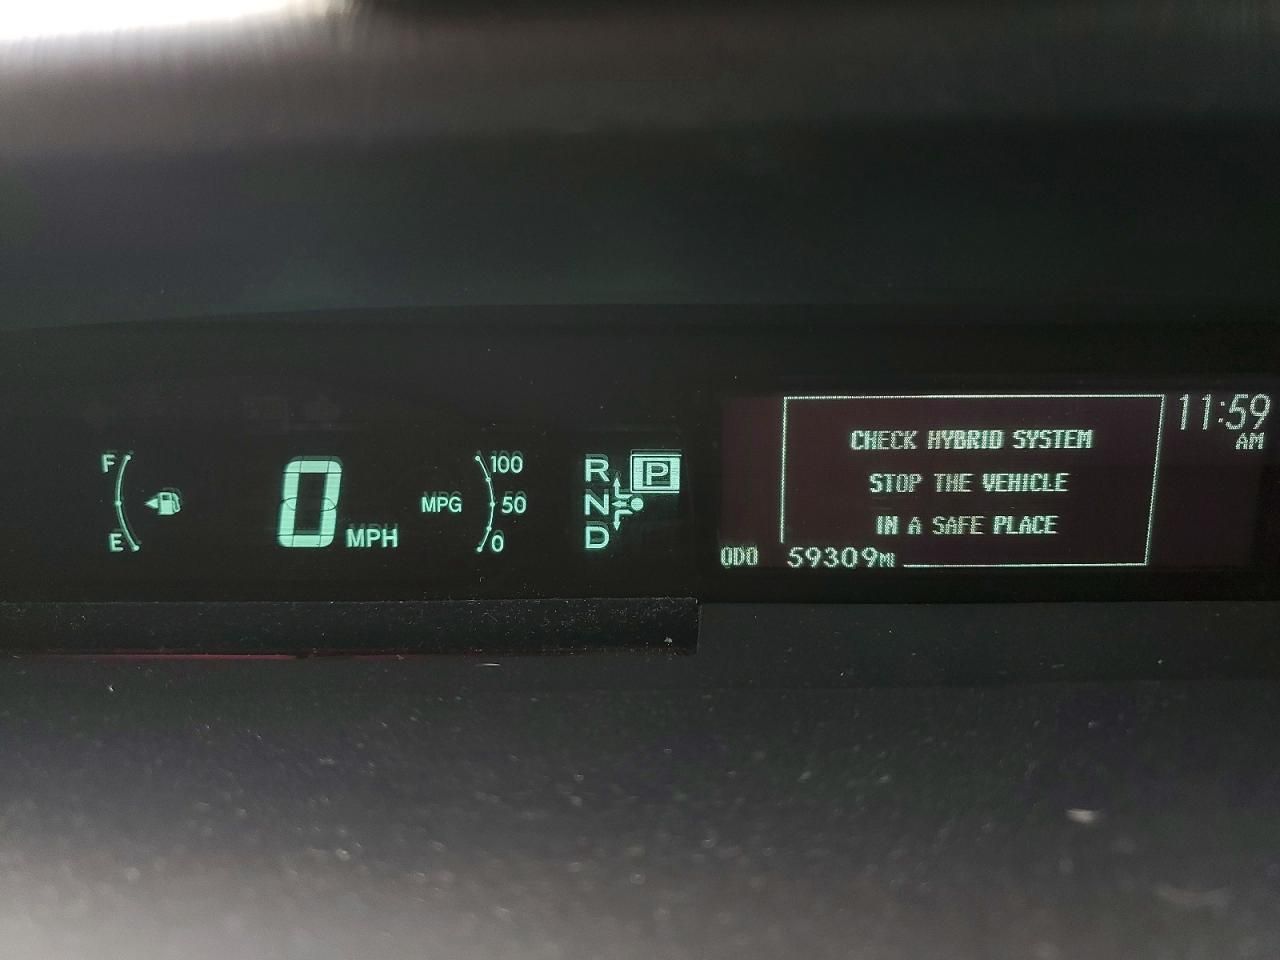 F
E
0 MPH
MPG
100
50
0
R
N
D
P
CHECK HYBRID SYSTEM
STOP THE VEHICLE
IN A SAFE PLACE
ODO 59309MI
11:59
AM